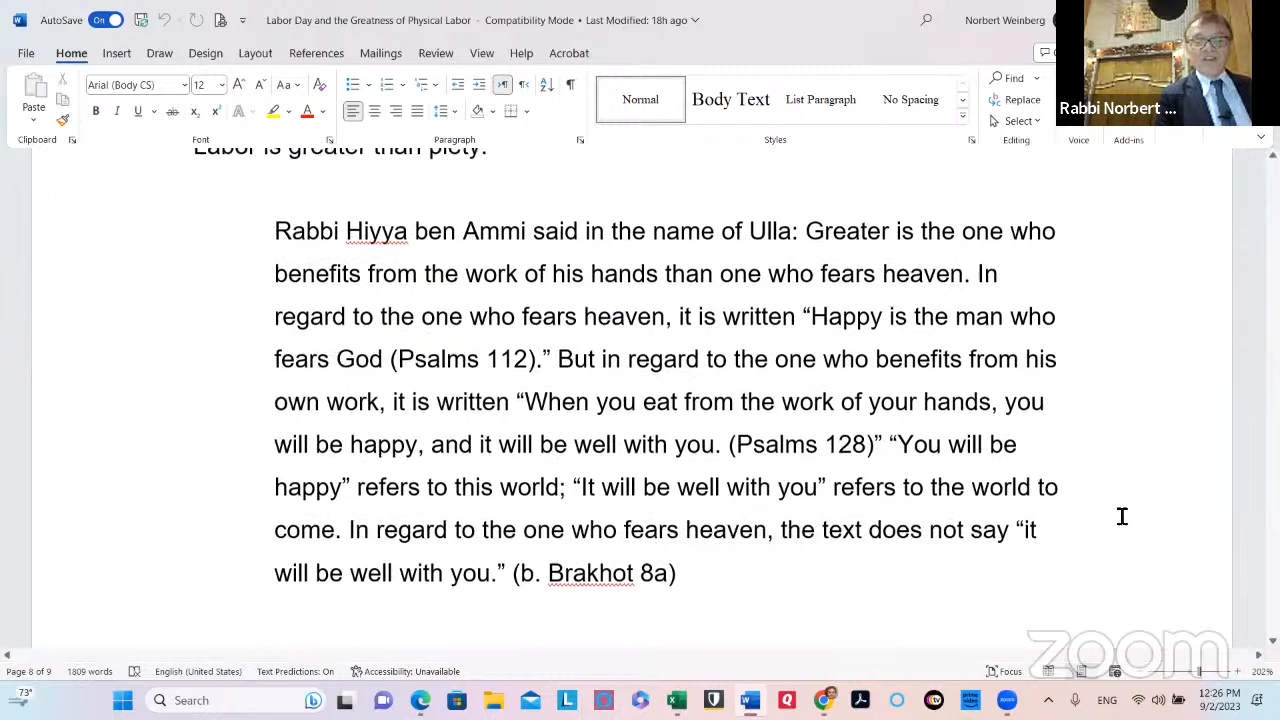 AutoSave On
Labor Day and the Greatness of Physical Labor - Compatibility Mode • Last Modified: 18h ago
Norbert Weinberg
File Home Insert Draw Design Layout References Mailings Review View Help Acrobat
Rabbi Norbert ...
Paste
Clipboard
Arial (Body CS) 12
Font
Paragraph
Normal Body Text List Paragraph No Spacing
Styles
Find
Replace
Select
Editing
Voice
Add-ins
Labor is greater than piety:
Rabbi Hiyya ben Ammi said in the name of Ulla: Greater is the one who
benefits from the work of his hands than one who fears heaven. In
regard to the one who fears heaven, it is written “Happy is the man who
fears God (Psalms 112).” But in regard to the one who benefits from his
own work, it is written “When you eat from the work of your hands, you
will be happy, and it will be well with you. (Psalms 128)” “You will be
happy” refers to this world; “It will be well with you” refers to the world to
come. In regard to the one who fears heaven, the text does not say “it
will be well with you.” (b. Brakhot 8a)
zoom
Page 8 of 9 1809 words English (United States) Text Predictions: On Accessibility: Unavailable Focus 202%
73° Search ENG 12:26 PM
9/2/2023